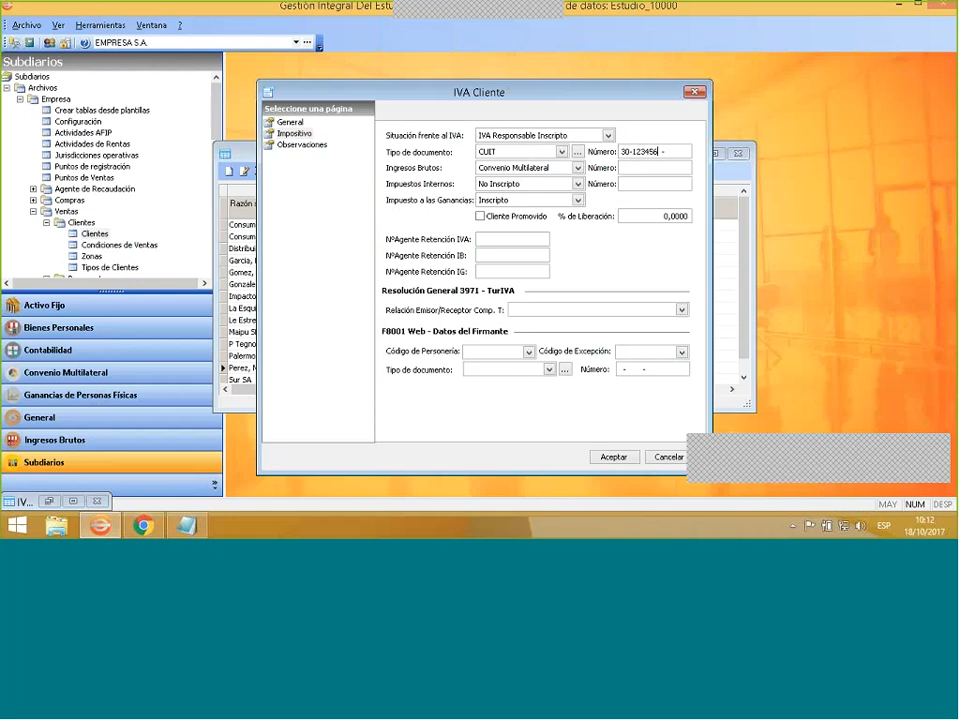 Gestión Integral Del Estu
de datos: Estudio_10000
Archivo Ver Herramientas Ventana ?
EMPRESA S.A.
Subdiarios
Subdiarios
Archivos
Empresa
Crear tablas desde plantillas
Configuración
Actividades AFIP
Actividades de Rentas
Jurisdicciones operativas
Puntos de registración
Puntos de Ventas
Agente de Recaudación
Compras
Ventas
Clientes
Clientes
Condiciones de Ventas
Zonas
Tipos de Clientes
Activo Fijo
Bienes Personales
Contabilidad
Convenio Multilateral
Ganancias de Personas Físicas
General
Ingresos Brutos
Subdiarios
Razón s
Consum
Consum
Distribui
Garcia,
Gomez,
Gonzale
Impacto
La Esqui
Le Estre
Maipu S
P Tegno
Palermo
Perez, M
Sur SA
IVA Cliente
Seleccione una página
General
Impositivo
Observaciones
Situación frente al IVA: IVA Responsable Inscripto
Tipo de documento: CUIT ... Número: 30-123456 -
Ingresos Brutos: Convenio Multilateral Número:
Impuestos Internos: No Inscripto Número:
Impuesto a las Ganancias: Inscripto
Cliente Promovido % de Liberación: 0,0000
NºAgente Retención IVA:
NºAgente Retención IB:
NºAgente Retención IG:
Resolución General 3971 - TurIVA
Relación Emisor/Receptor Comp. T:
F8001 Web - Datos del Firmante
Código de Personería: Código de Excepción:
Tipo de documento: ... Número: - -
Aceptar Cancelar
IV...
MAY NUM DESP
ESP
10:12
18/10/2017